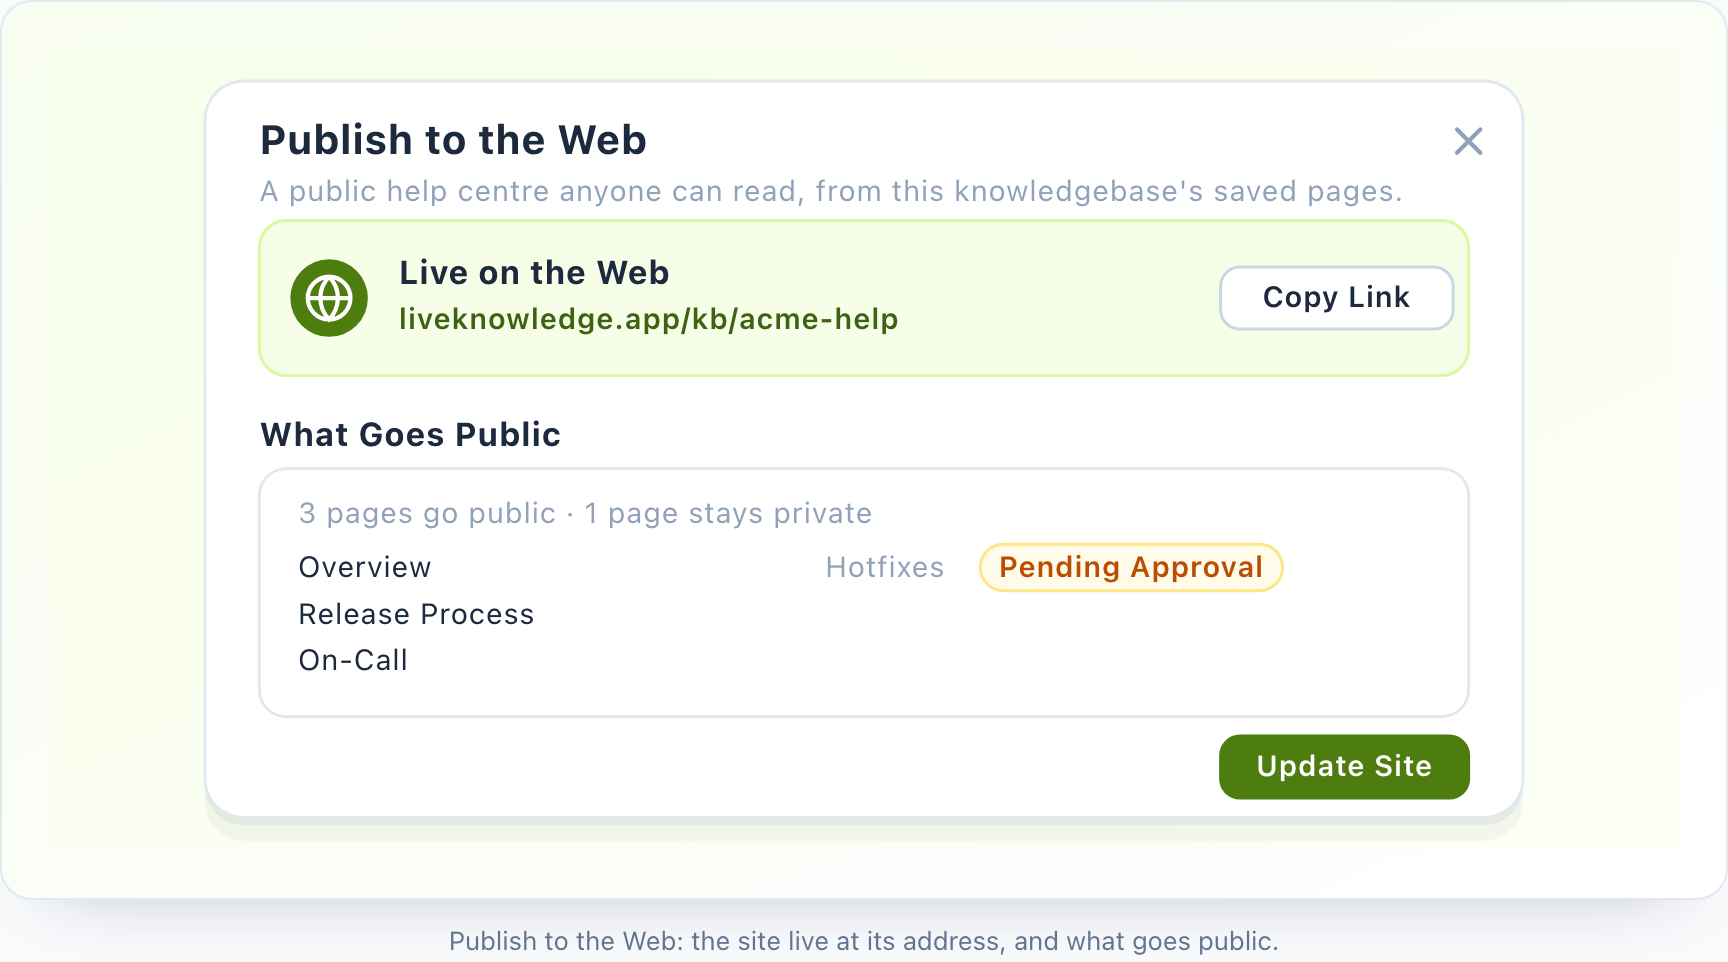 Publish to the Web
A public help centre anyone can read, from this knowledgebase's saved pages.
Live on the Web
liveknowledge.app/kb/acme-help
Copy Link
What Goes Public
3 pages go public · 1 page stays private
Overview
Hotfixes
Pending Approval
Release Process
On-Call
Update Site
Publish to the Web: the site live at its address, and what goes public.